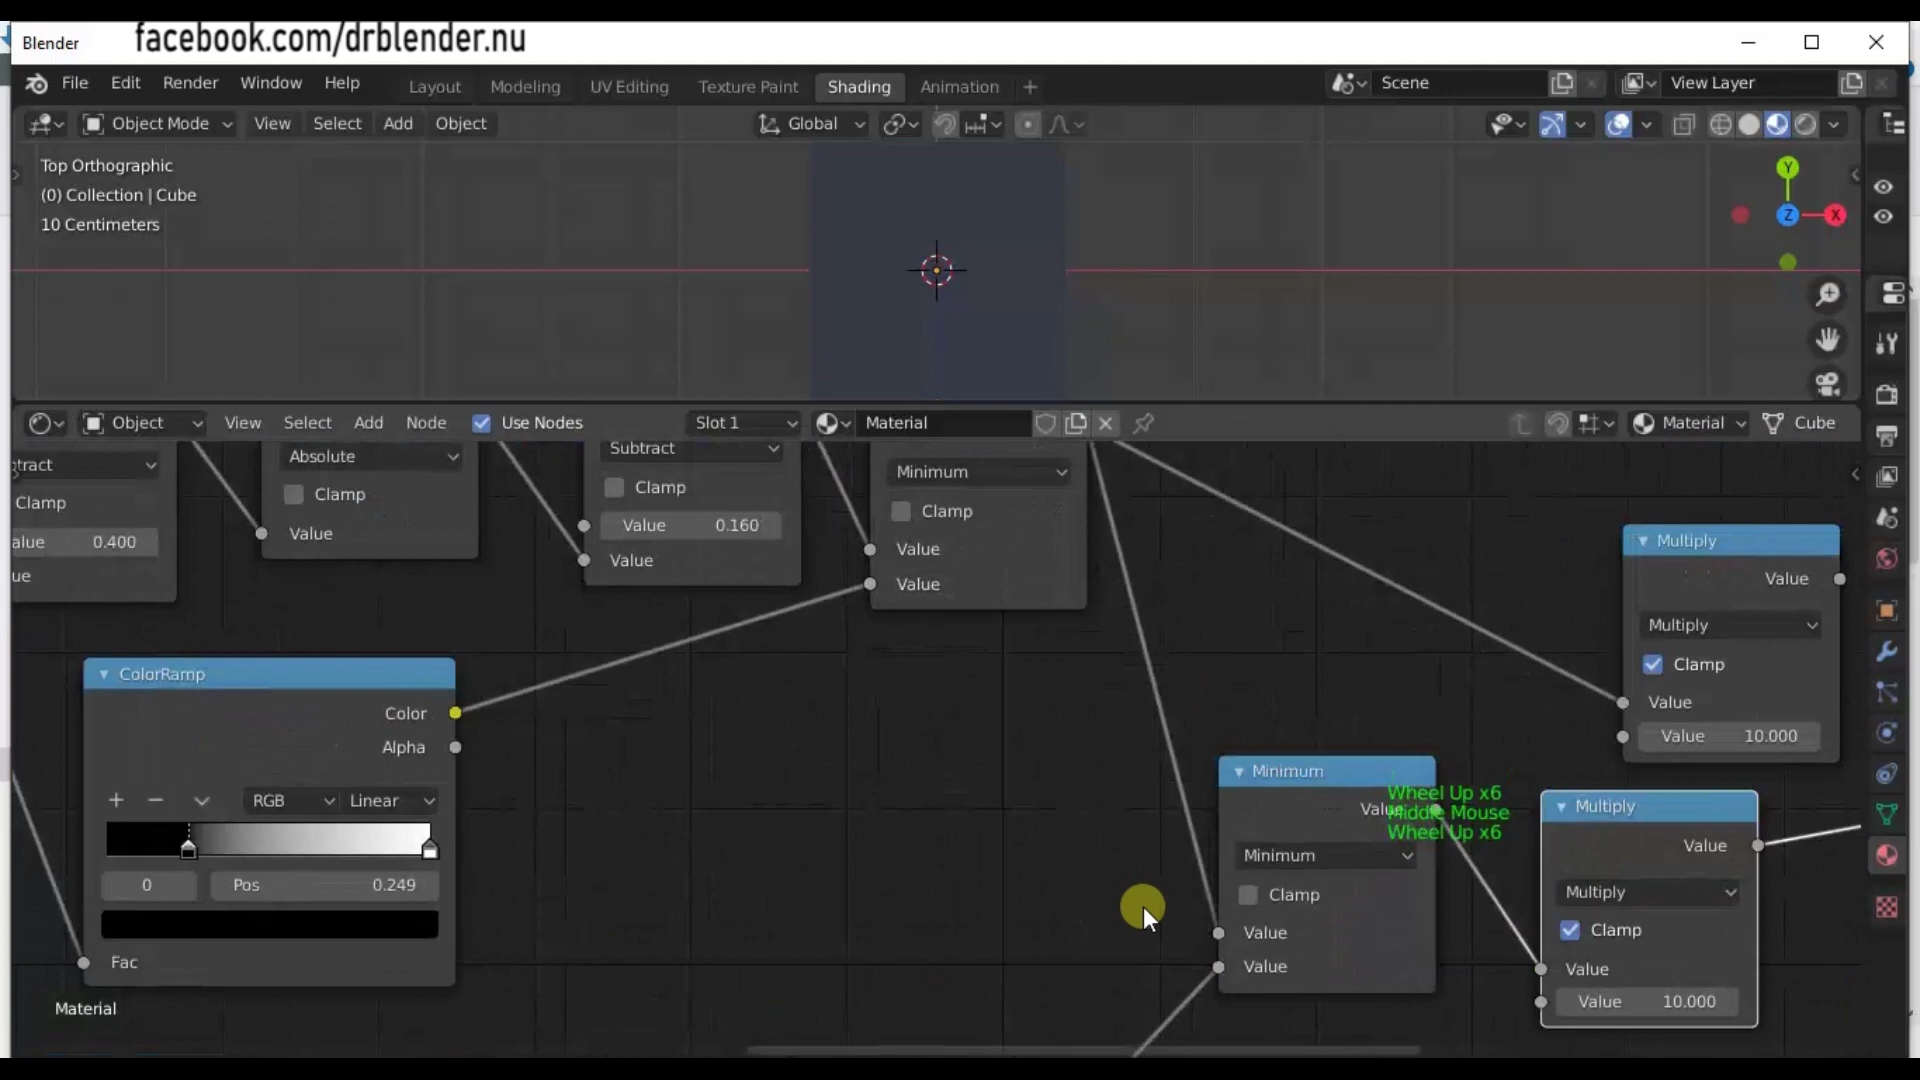 Blender
facebook.com/drblender.nu
File Edit Render Window Help
Layout Modeling UV Editing Texture Paint Shading Animation +
Scene
View Layer
Object Mode View Select Add Object
Global
Top Orthographic
(0) Collection | Cube
10 Centimeters
Y
Z
X
Object View Select Add Node Use Nodes
Slot 1
Material
Material
Cube
tract
Clamp
alue 0.400
ue
Absolute
Clamp
Value
Subtract
Clamp
Value 0.160
Value
Minimum
Clamp
Value
Value
Multiply
Value
Multiply
Clamp
Value
Value 10.000
ColorRamp
Color
Alpha
RGB Linear
0 Pos 0.249
Fac
Minimum
Value
Minimum
Clamp
Value
Value
Wheel Up x6
Middle Mouse
Wheel Up x6
Multiply
Value
Multiply
Clamp
Value
Value 10.000
Material